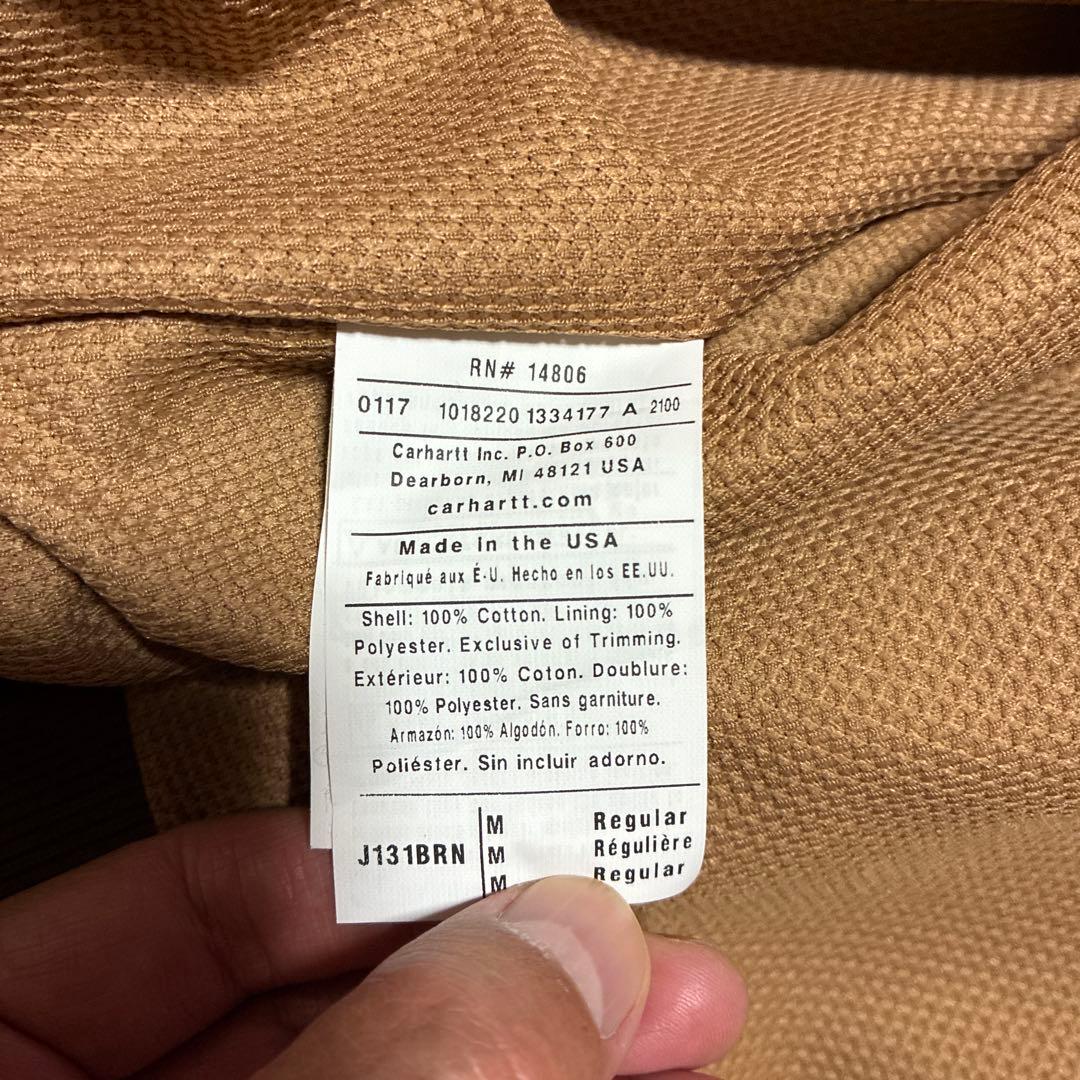 RN# 14806
0117 1018220 1334177 A 2100
Carhartt Inc. P.O. Box 600
Dearborn, MI 48121 USA
carhartt.com
Made in the USA
Fabriqué aux É-U. Hecho en los EE.UU.
Shell: 100% Cotton. Lining: 100%
Polyester. Exclusive of Trimming.
Extérieur: 100% Coton. Doublure:
100% Polyester. Sans garniture.
Armazón: 100% Algodón. Forro: 100%
Poliéster. Sin incluir adorno.
M Regular
J131BRN M Régulière
M Regular